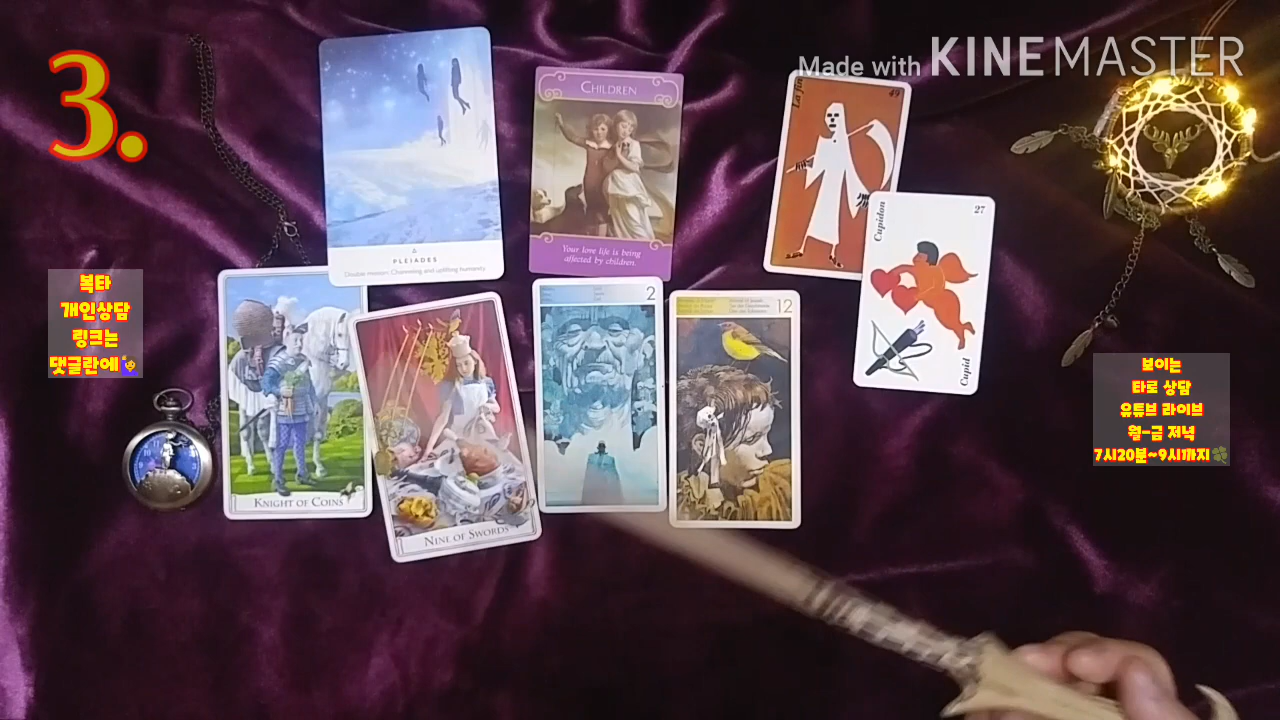 3.
Made with KINEMASTER
PLEIADES
CHILDREN
Your love life is being
affected by children.
La fin
49
27
Cupidon
Cupid
복타
개인상담
링크는
댓글란에
보이는
타로 상담
유튜브 라이브
월-금 저녁
7시20분~9시까지
KNIGHT OF COINS
NINE OF SWORDS
2
12